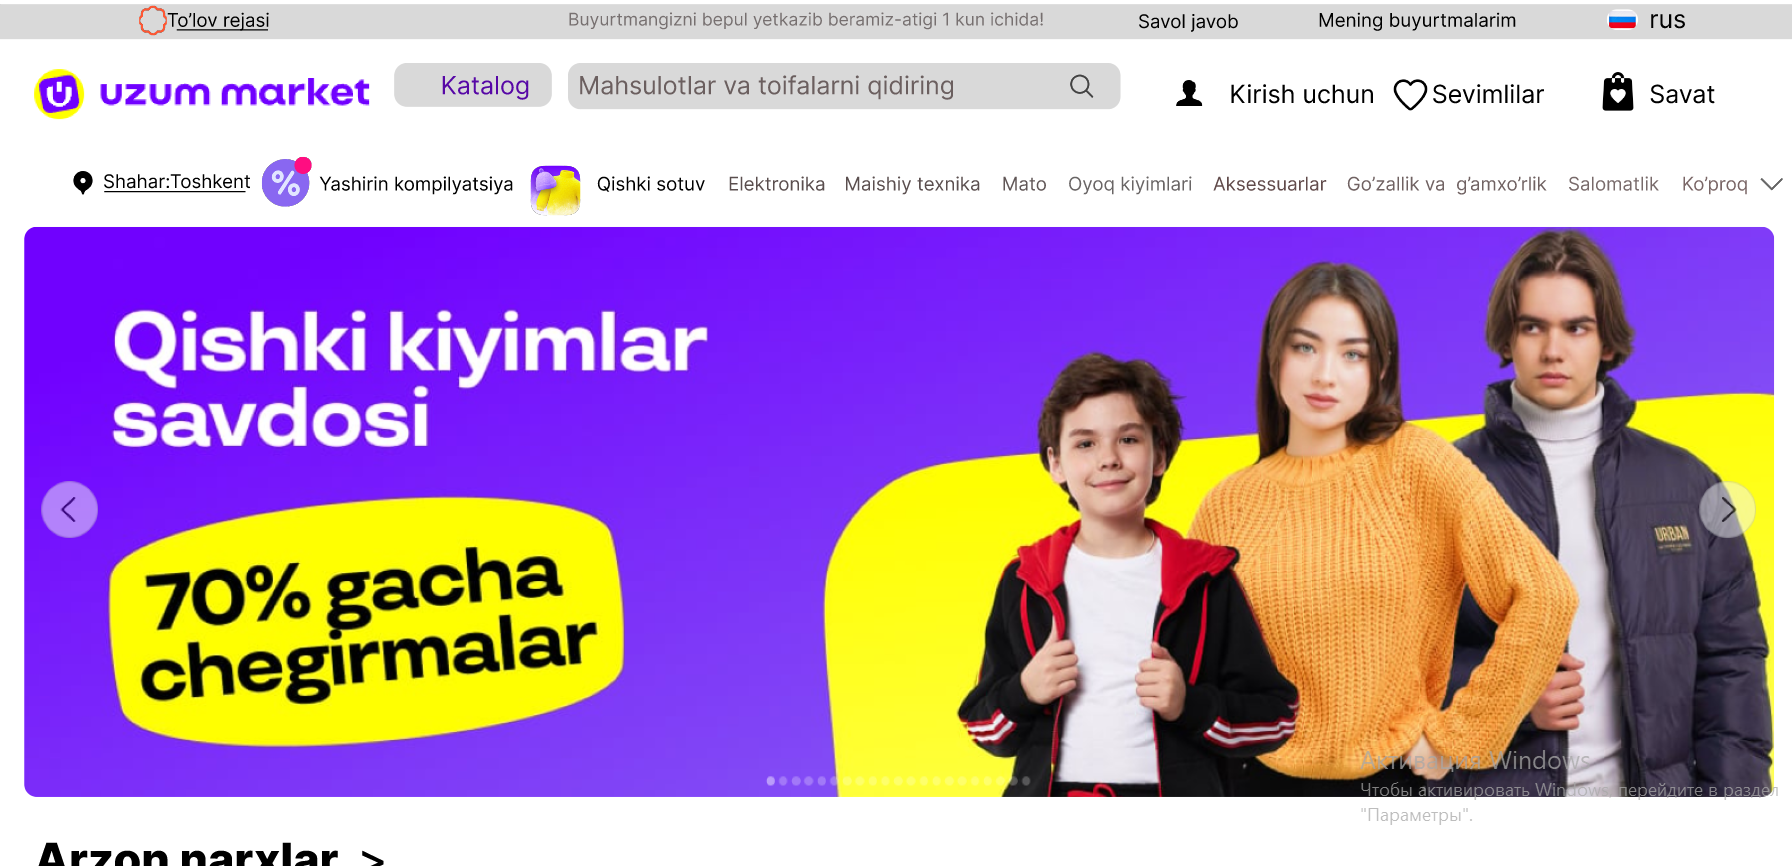 To’lov rejasi
Buyurtmangizni bepul yetkazib beramiz-atigi 1 kun ichida!
Savol javob
Mening buyurtmalarim
rus
uzum market
Katalog
Mahsulotlar va toifalarni qidiring
Kirish uchun
Sevimlilar
Savat
Shahar:Toshkent
%
Yashirin kompilyatsiya
Qishki sotuv
Elektronika
Maishiy texnika
Mato
Oyoq kiyimlari
Aksessuarlar
Go’zallik va g’amxo’rlik
Salomatlik
Ko’proq
Qishki kiyimlar
savdosi
70% gacha
chegirmalar
URBAN
Активация Windows
Чтобы активировать Windows, перейдите в раздел
"Параметры".
Arzon narxlar >